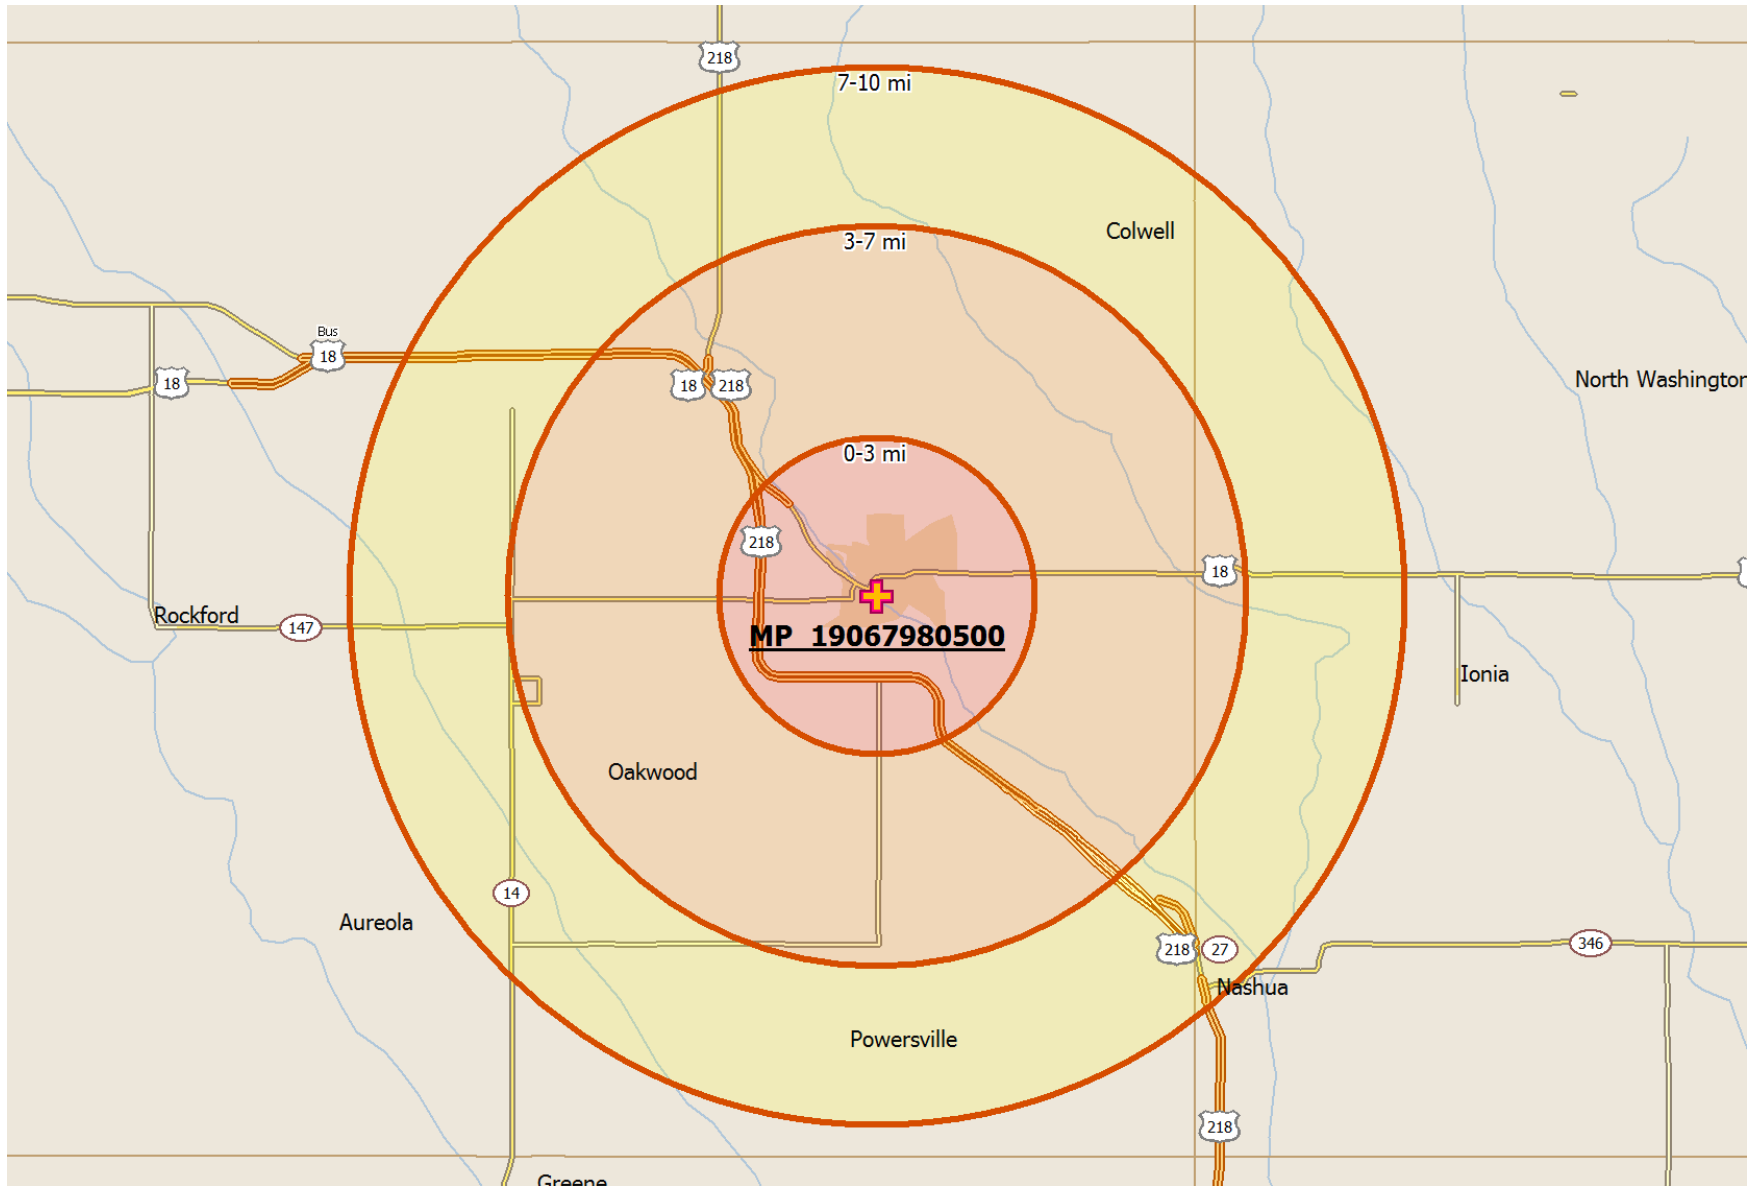 218
7-10 mi
Colwell
3-7 mi
Bus
18
18
18
218
North Washington
0-3 mi
218
18
Rockford
147
MP 19067980500
Ionia
Oakwood
14
Aureola
218
27
346
Nashua
Powersville
218
Greene